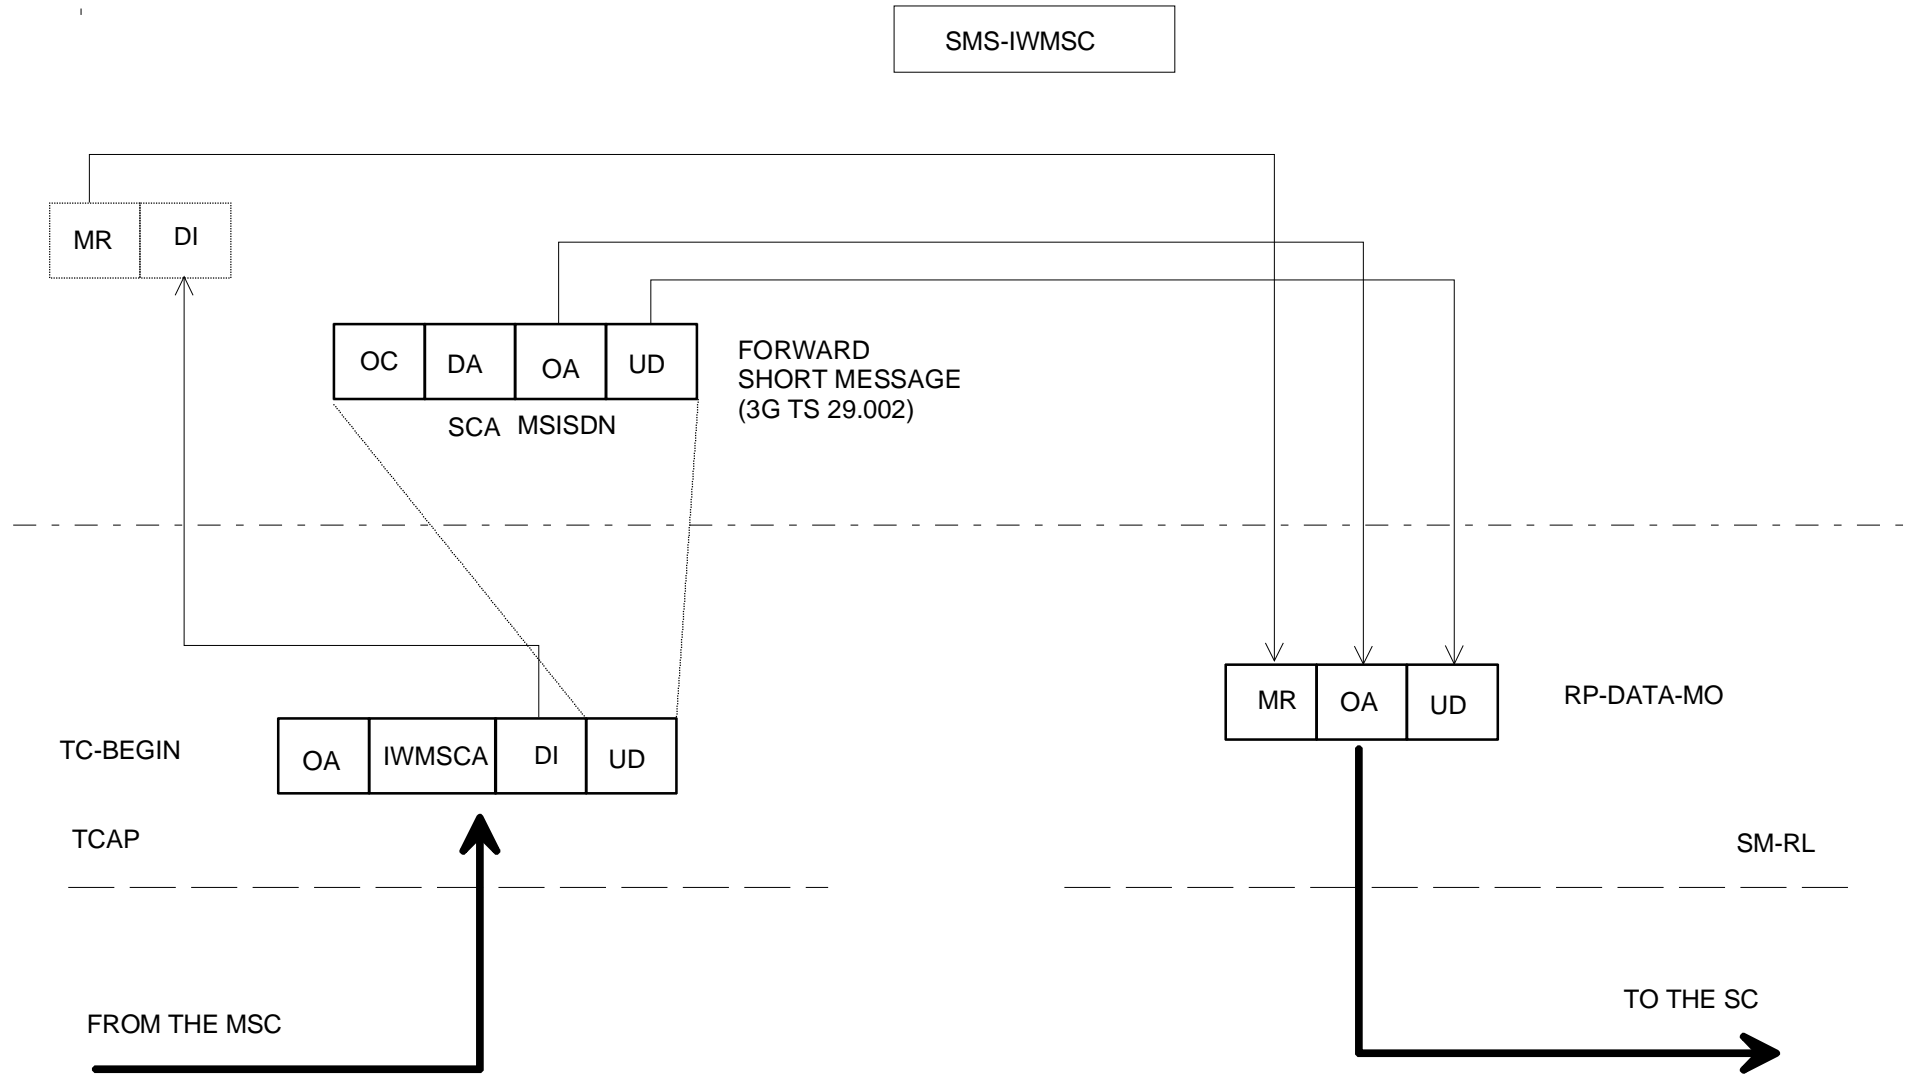 SMS-IWMSC
MR DI
OC DA OA UD
SCA MSISDN
FORWARD
SHORT MESSAGE
(3G TS 29.002)
MR OA UD
RP-DATA-MO
TC-BEGIN
OA IWMSCA DI UD
TCAP
SM-RL
FROM THE MSC
TO THE SC